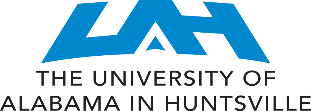 UAH
THE UNIVERSITY OF
ALABAMA IN HUNTSVILLE